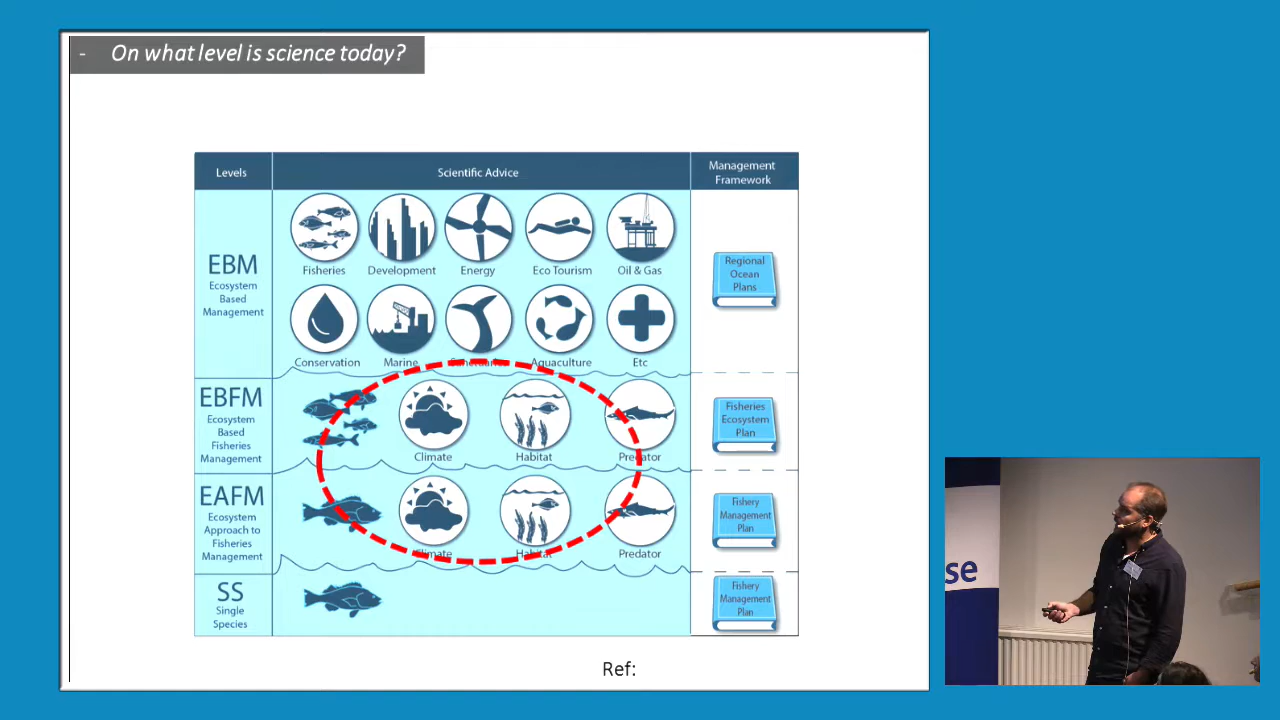 - On what level is science today?
Levels
Scientific Advice
Management
Framework
EBM
Ecosystem
Based
Management
Fisheries
Development
Energy
Eco Tourism
Oil & Gas
Conservation
Marine
Aquaculture
Etc
Regional
Ocean
Plans
EBFM
Ecosystem
Based
Fisheries
Management
Climate
Habitat
Predator
Fisheries
Ecosystem
Plan
EAFM
Ecosystem
Approach to
Fisheries
Management
Climate
Habitat
Predator
Fishery
Management
Plan
SS
Single
Species
Fishery
Management
Plan
Ref:
se